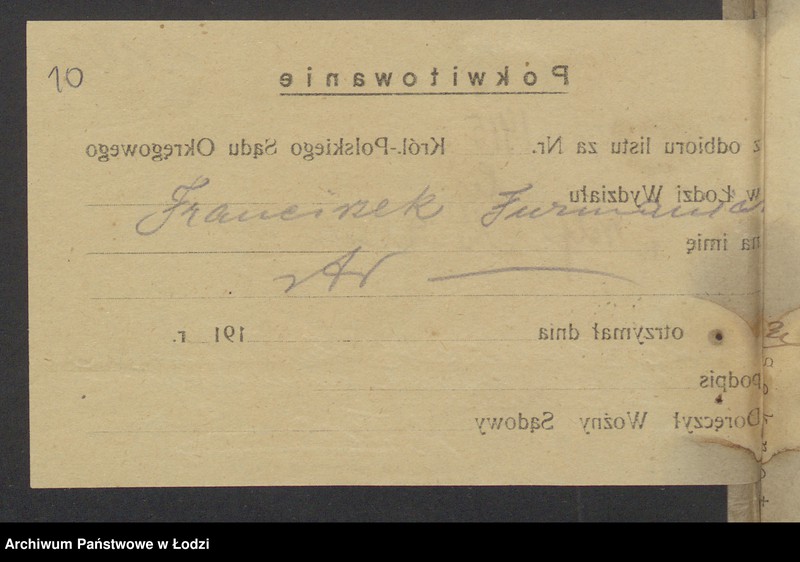 10
Pokwitowanie
z odbioru listu za Nr. Król.-Polskiego Sądu Okręgowego
w Łodzi Wydziału
Franciszek
na imię
otrzymał dnia 191 r.
Podpis
Doręczył Woźny Sądowy
Archiwum Państwowe w Łodzi